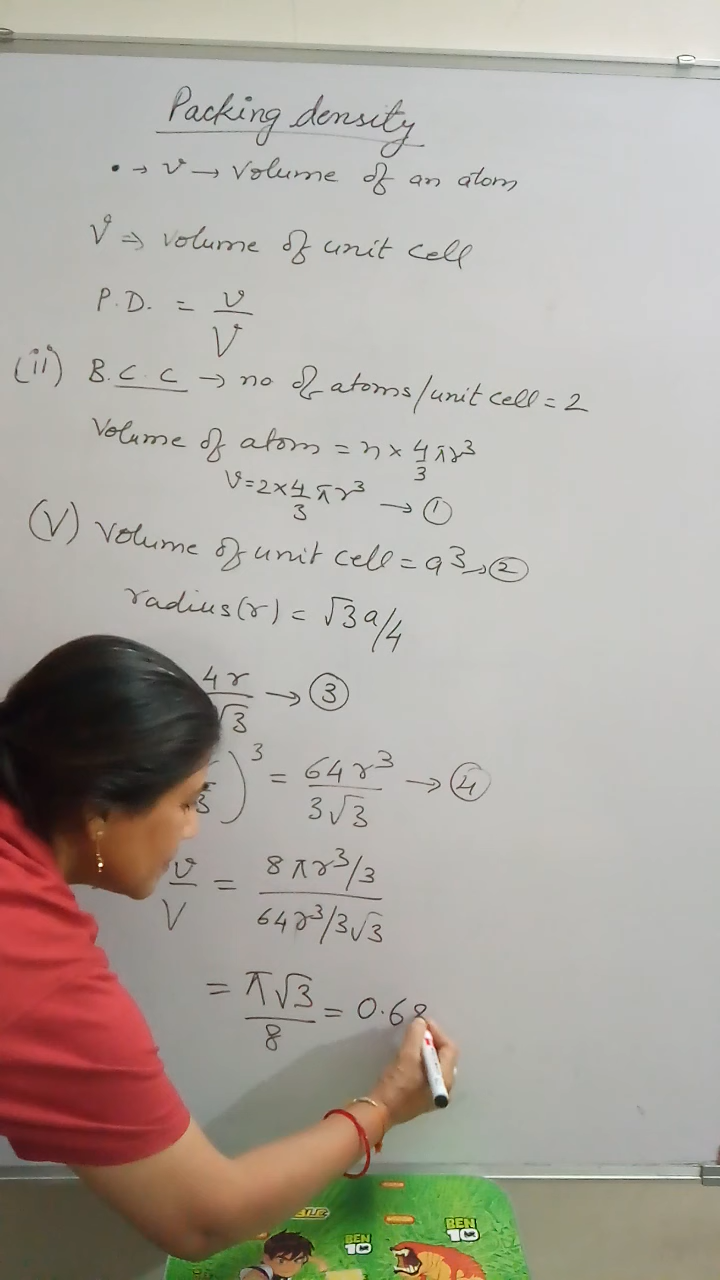 Packing density
• → v → volume of an atom
V ⇒ volume of unit cell
P.D. = v/V
(ii) B.C.C → no of atoms/unit cell = 2
Volume of atom = n × 4/3 πr³
v = 2 × 4/3 πr³ → ①
(V) volume of unit cell = a³ → ②
radius(r) = √3a/4
4r/√3 → ③
)³ = 64r³/3√3 → ④
v/V = 8πr³/3 / 64r³/3√3
= π√3/8 = 0.68
BEN 10
BEN 10